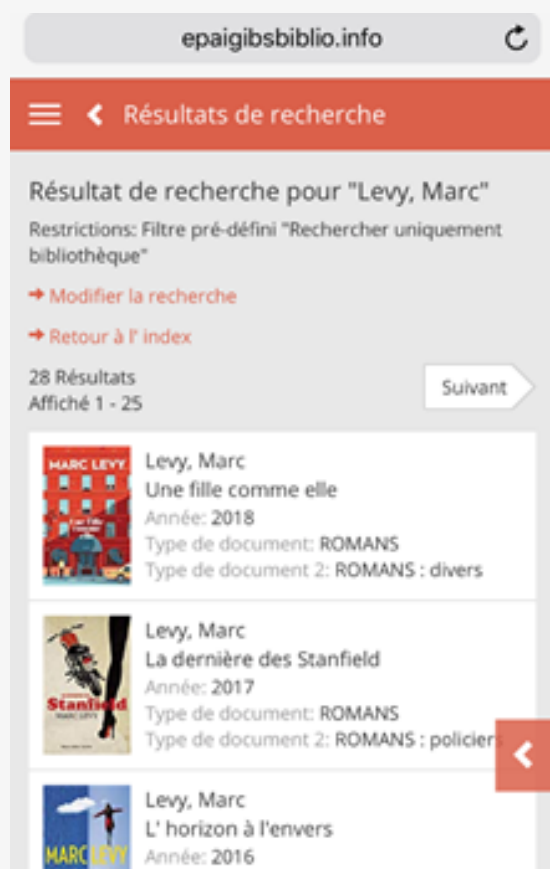 epaigibsbiblio.info
Résultats de recherche
Résultat de recherche pour "Levy, Marc"
Restrictions: Filtre pré-défini "Rechercher uniquement
bibliothèque"
Modifier la recherche
Retour à l' index
28 Résultats
Affiché 1 - 25
Suivant
MARC LEVY
Levy, Marc
Une fille comme elle
Année: 2018
Type de document: ROMANS
Type de document 2: ROMANS : divers
Stanfield
MARC LEVY
Levy, Marc
La dernière des Stanfield
Année: 2017
Type de document: ROMANS
Type de document 2: ROMANS : policiers
MARC LEVY
Levy, Marc
L' horizon à l'envers
Année: 2016